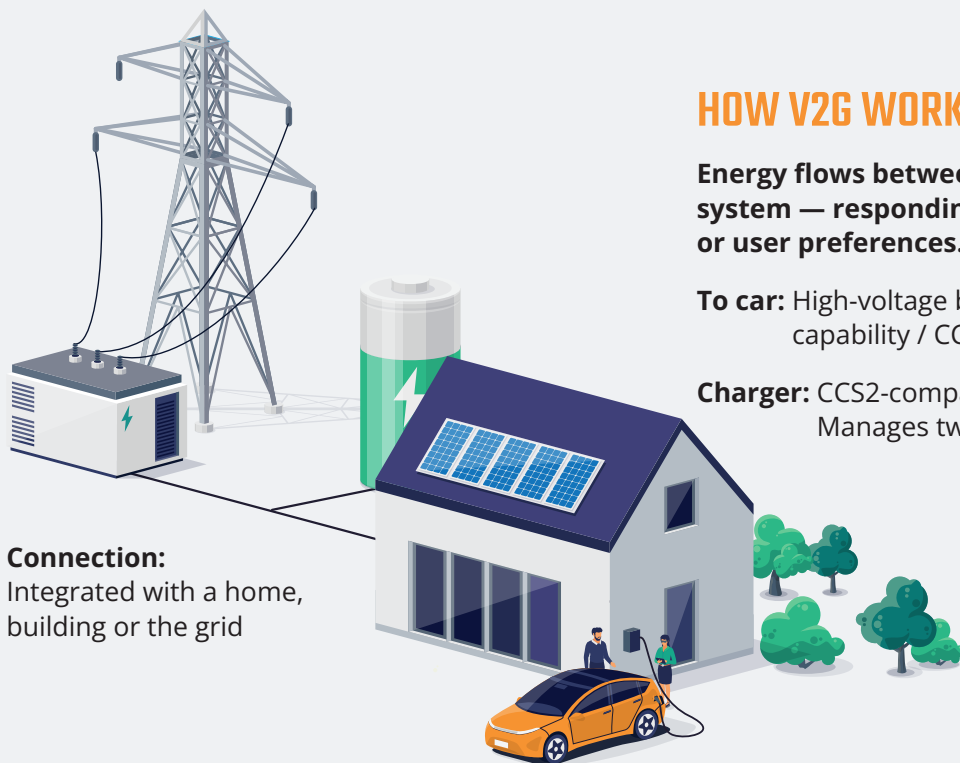 HOW V2G WORK
Energy flows betwee
system — respondin
or user preferences.
To car: High-voltage b
capability / CC
Charger: CCS2-compa
Manages tw
Connection:
Integrated with a home,
building or the grid